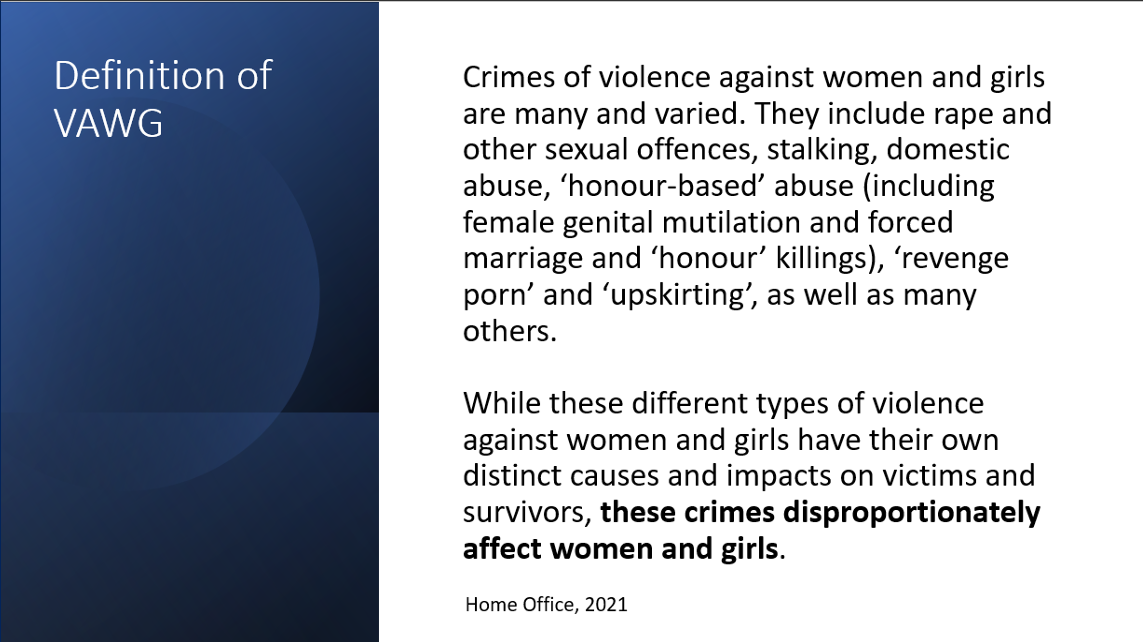 Definition of
VAWG
Crimes of violence against women and girls
are many and varied. They include rape and
other sexual offences, stalking, domestic
abuse, ‘honour-based’ abuse (including
female genital mutilation and forced
marriage and ‘honour’ killings), ‘revenge
porn’ and ‘upskirting’, as well as many
others.
While these different types of violence
against women and girls have their own
distinct causes and impacts on victims and
survivors, these crimes disproportionately
affect women and girls.
Home Office, 2021